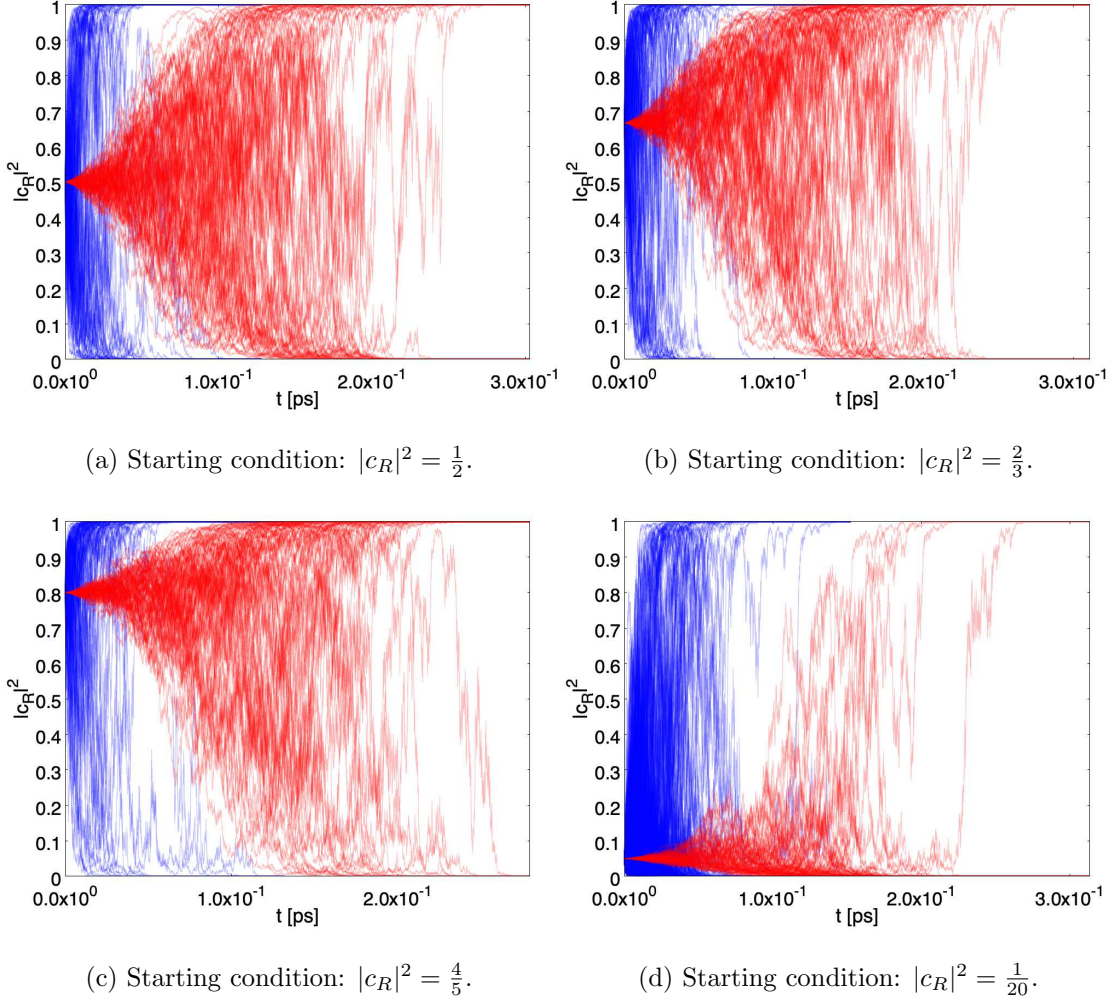 1
0.9
0.8
0.7
0.6
0.5
0.4
0.3
0.2
0.1
0
|c_R|^2
0.0x10^0 1.0x10^-1 2.0x10^-1 3.0x10^-1
t [ps]
(a) Starting condition: |c_R|^2 = 1/2.
1
0.9
0.8
0.7
0.6
0.5
0.4
0.3
0.2
0.1
0
|c_R|^2
0.0x10^0 1.0x10^-1 2.0x10^-1 3.0x10^-1
t [ps]
(b) Starting condition: |c_R|^2 = 2/3.
1
0.9
0.8
0.7
0.6
0.5
0.4
0.3
0.2
0.1
0
|c_R|^2
0.0x10^0 1.0x10^-1 2.0x10^-1
t [ps]
(c) Starting condition: |c_R|^2 = 4/5.
1
0.9
0.8
0.7
0.6
0.5
0.4
0.3
0.2
0.1
0
|c_R|^2
0.0x10^0 1.0x10^-1 2.0x10^-1 3.0x10^-1
t [ps]
(d) Starting condition: |c_R|^2 = 1/20.